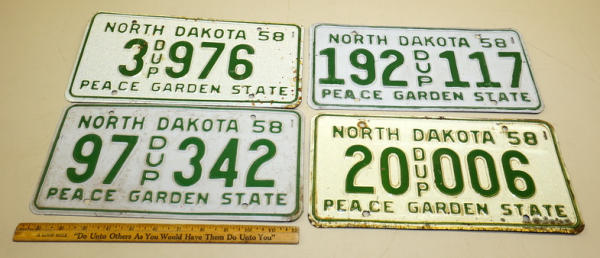 NORTH DAKOTA 58
3 DUP 976
PEACE GARDEN STATE
NORTH DAKOTA 58
192 DUP 117
PEACE GARDEN STATE
NORTH DAKOTA 58
97 DUP 342
PEACE GARDEN STATE
NORTH DAKOTA 58
20 DUP 006
PEACE GARDEN STATE
"Do Unto Others As You Would Have Them Do Unto You"